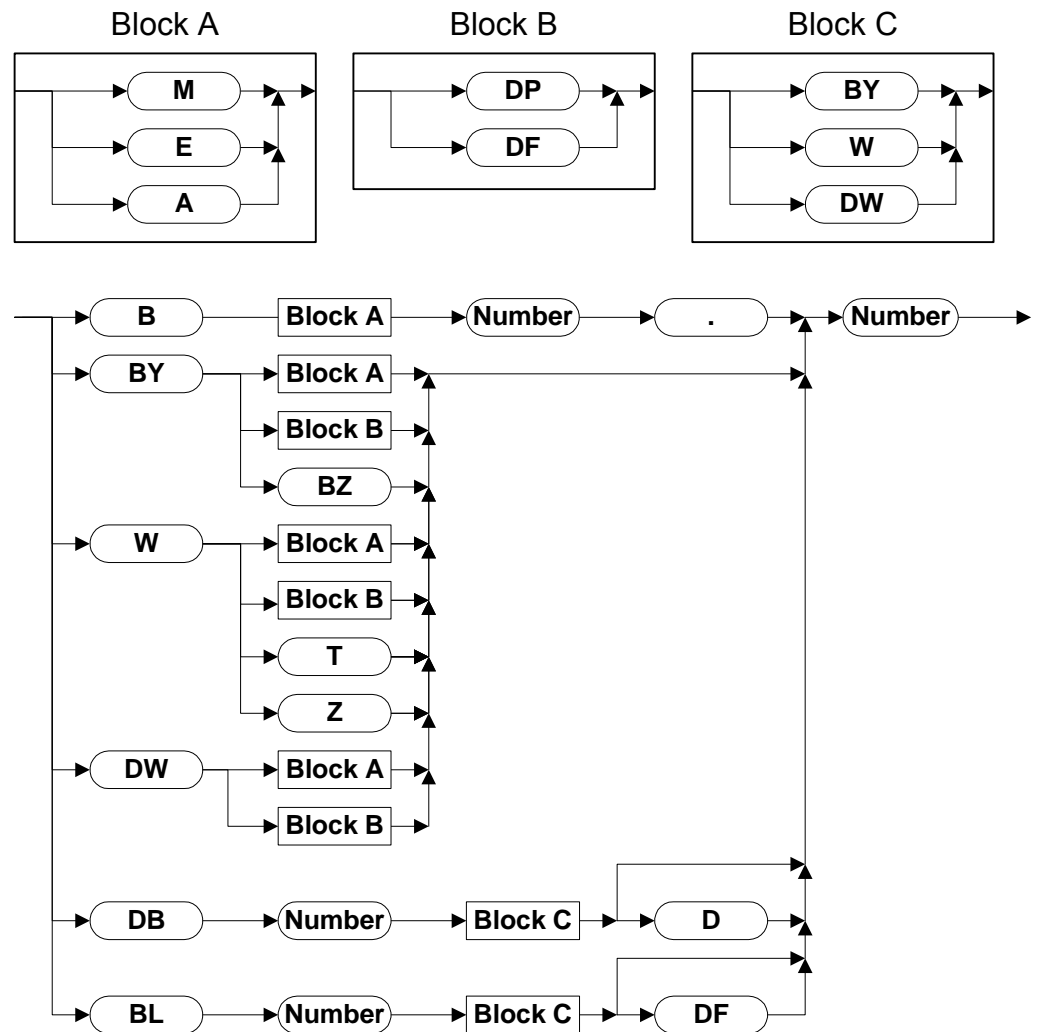 Block A Block B Block C
M DP BY
E DF W
A DW
B Block A Number . Number
BY Block A
Block B
BZ
W Block A
Block B
T
Z
DW Block A
Block B
DB Number Block C D
BL Number Block C DF